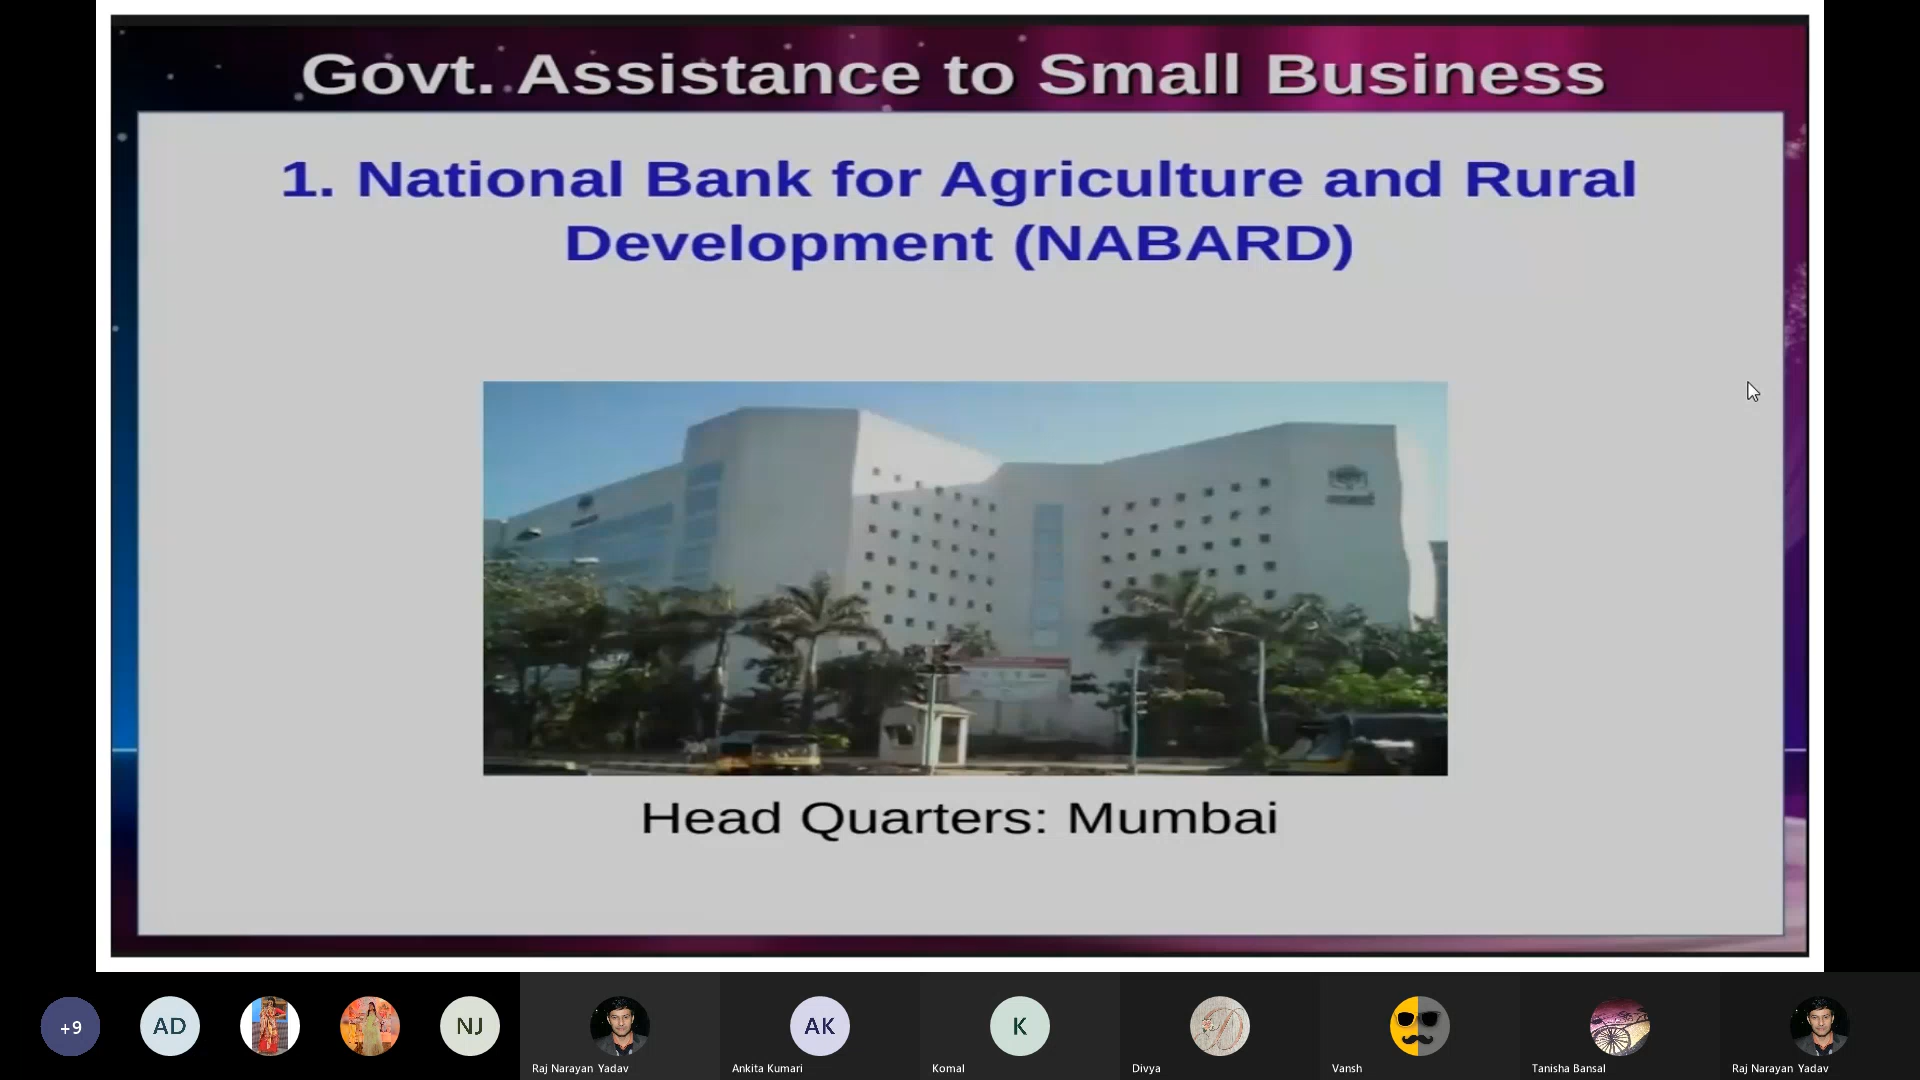 Govt. Assistance to Small Business
1. National Bank for Agriculture and Rural
Development (NABARD)
Head Quarters: Mumbai
+9
AD
NJ
AK
K
D
Raj Narayan Yadav
Ankita Kumari
Komal
Divya
Vansh
Tanisha Bansal
Raj Narayan Yadav